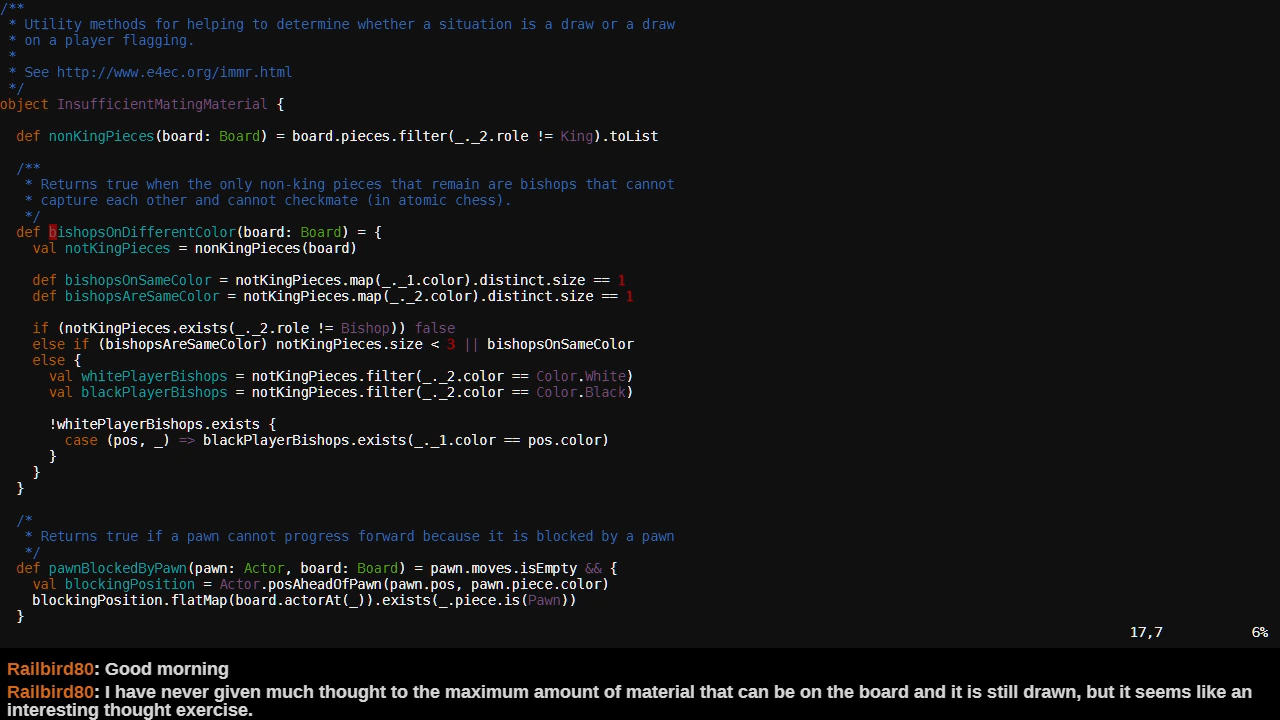 /**
 * Utility methods for helping to determine whether a situation is a draw or a draw
 * on a player flagging.
 *
 * See http://www.e4ec.org/immr.html
 */
object InsufficientMatingMaterial {

  def nonKingPieces(board: Board) = board.pieces.filter(_._2.role != King).toList

  /**
   * Returns true when the only non-king pieces that remain are bishops that cannot
   * capture each other and cannot checkmate (in atomic chess).
   */
  def bishopsOnDifferentColor(board: Board) = {
    val notKingPieces = nonKingPieces(board)

    def bishopsOnSameColor = notKingPieces.map(_._1.color).distinct.size == 1
    def bishopsAreSameColor = notKingPieces.map(_._2.color).distinct.size == 1

    if (notKingPieces.exists(_._2.role != Bishop)) false
    else if (bishopsAreSameColor) notKingPieces.size < 3 || bishopsOnSameColor
    else {
      val whitePlayerBishops = notKingPieces.filter(_._2.color == Color.White)
      val blackPlayerBishops = notKingPieces.filter(_._2.color == Color.Black)

      !whitePlayerBishops.exists {
        case (pos, _) => blackPlayerBishops.exists(_._1.color == pos.color)
      }
    }
  }

  /*
   * Returns true if a pawn cannot progress forward because it is blocked by a pawn
   */
  def pawnBlockedByPawn(pawn: Actor, board: Board) = pawn.moves.isEmpty && {
    val blockingPosition = Actor.posAheadOfPawn(pawn.pos, pawn.piece.color)
    blockingPosition.flatMap(board.actorAt(_)).exists(_.piece.is(Pawn))
  }
17,7 6%
Railbird80: Good morning
Railbird80: I have never given much thought to the maximum amount of material that can be on the board and it is still drawn, but it seems like an
interesting thought exercise.